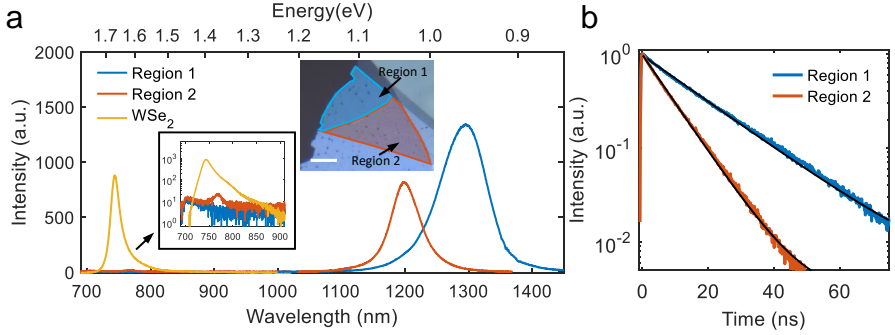 a
Energy(eV)
1.7 1.6 1.5 1.4 1.3 1.2 1.1 1.0 0.9
2000
1500
1000
500
0
Intensity (a.u.)
Region 1
Region 2
WSe2
10^3
10^2
10^1
10^0
700 750 800 850 900
Region 1
Region 2
700 800 900 1000 1100 1200 1300 1400
Wavelength (nm)
b
10^0
10^-1
10^-2
Intensity (a.u.)
Region 1
Region 2
0 20 40 60
Time (ns)